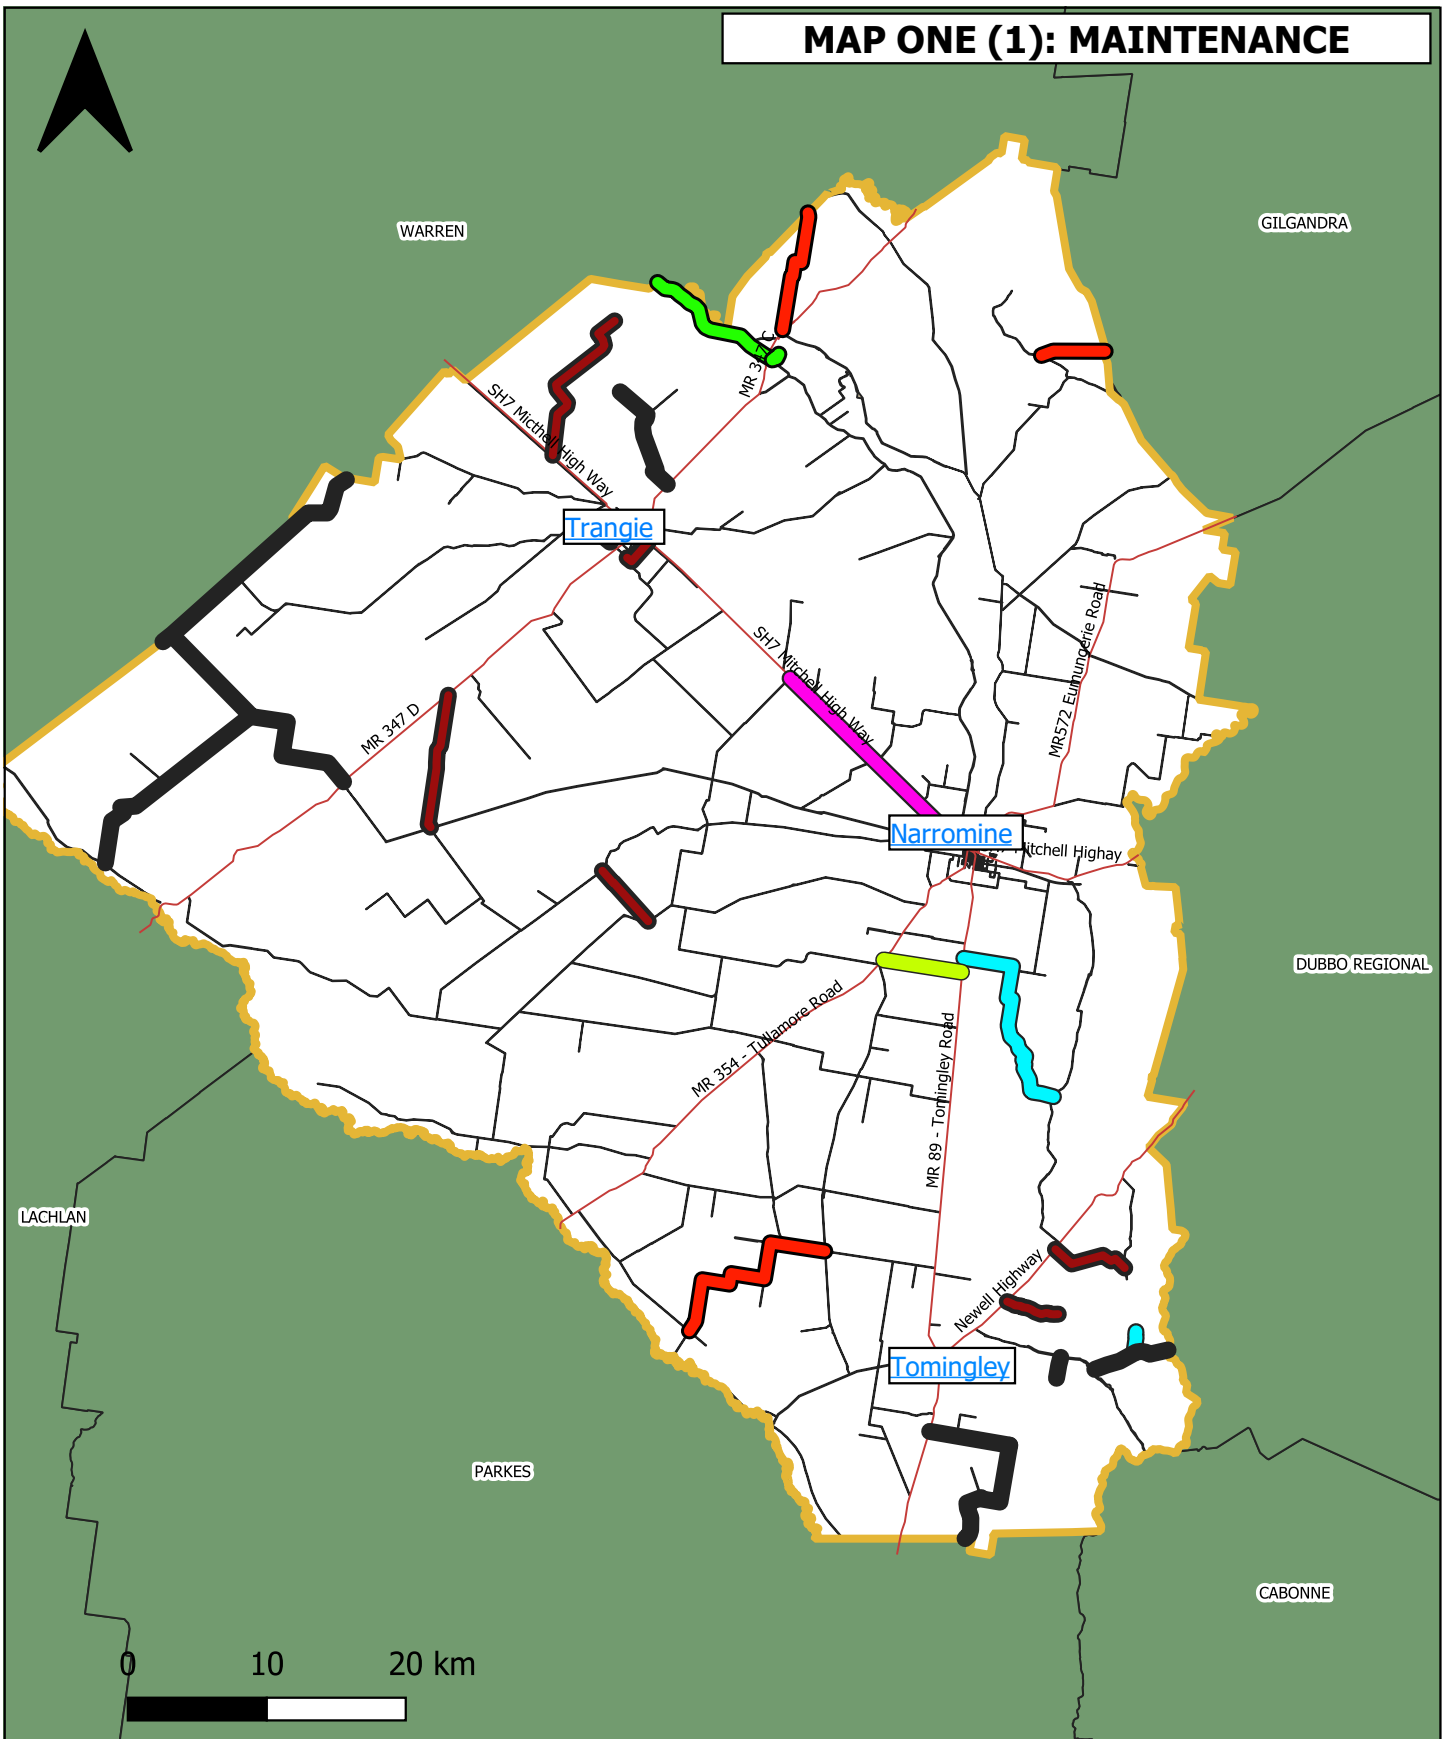 MAP ONE (1): MAINTENANCE
WARREN
GILGANDRA
MR 347 C
SH7 Micthell High Way
Trangie
MR572 Eumungerie Road
SH7 Mitchell High Way
MR 347 D
Narromine
Mitchell Highay
DUBBO REGIONAL
MR 354 - Tullamore Road
MR 89 - Tomingley Road
LACHLAN
Newell Highway
Tomingley
PARKES
CABONNE
0 10 20 km